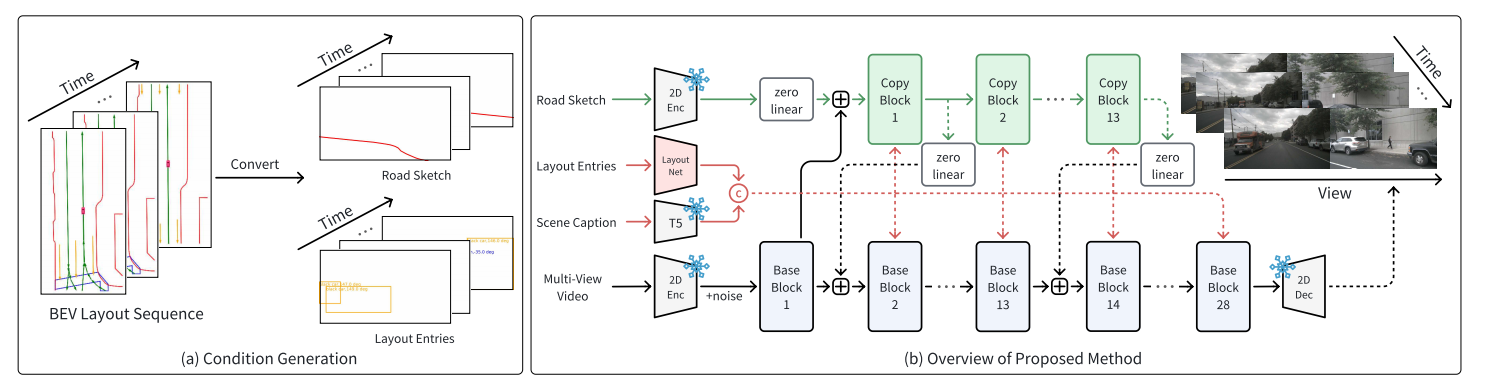 Time
...
BEV Layout Sequence
Convert
Time
...
Road Sketch
Time
...
Layout Entries
(a) Condition Generation
Road Sketch
2D
Enc
zero
linear
Copy
Block
1
Copy
Block
2
...
Copy
Block
13
zero
linear
zero
linear
Layout Entries
Layout
Net
C
Scene Caption
T5
Multi-View
Video
2D
Enc
+noise
Base
Block
1
Base
Block
2
...
Base
Block
13
Base
Block
14
...
Base
Block
28
2D
Dec
Time
...
View
(b) Overview of Proposed Method